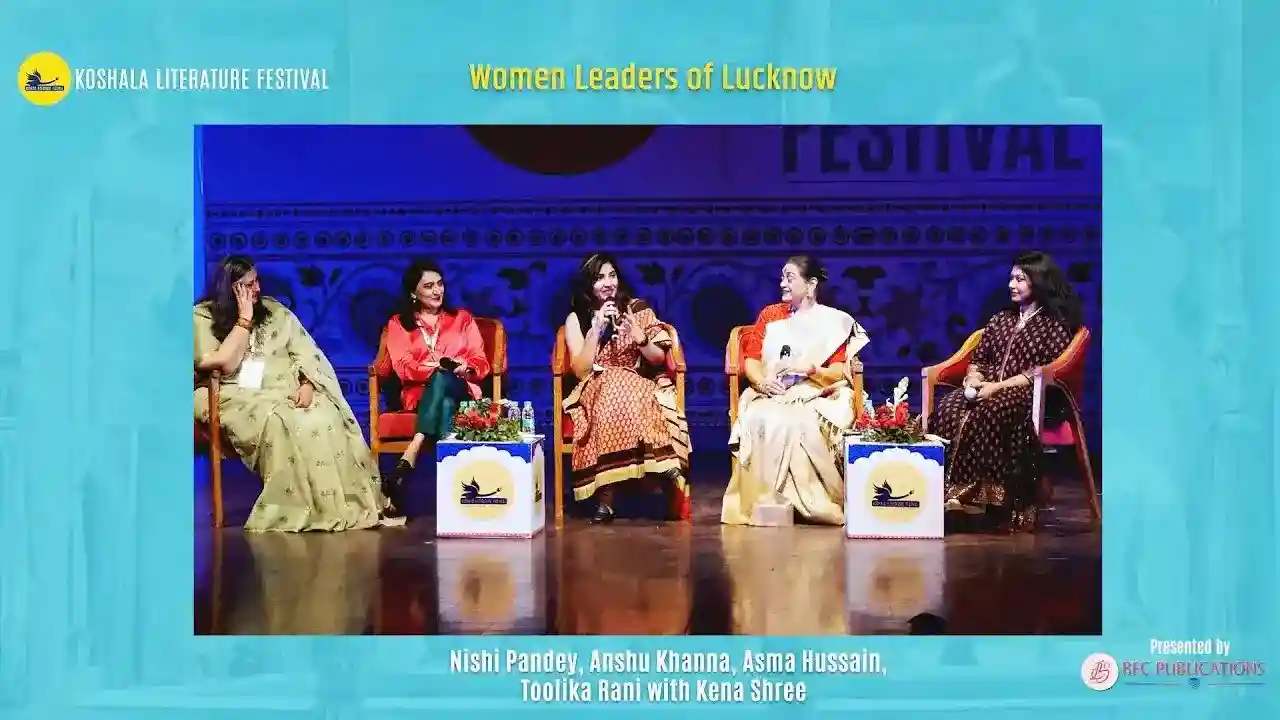 KOSHALA LITERATURE FESTIVAL
Women Leaders of Lucknow
FESTIVAL
Nishi Pandey, Anshu Khanna, Asma Hussain,
Toolika Rani with Kena Shree
Presented by
RFC PUBLICATIONS